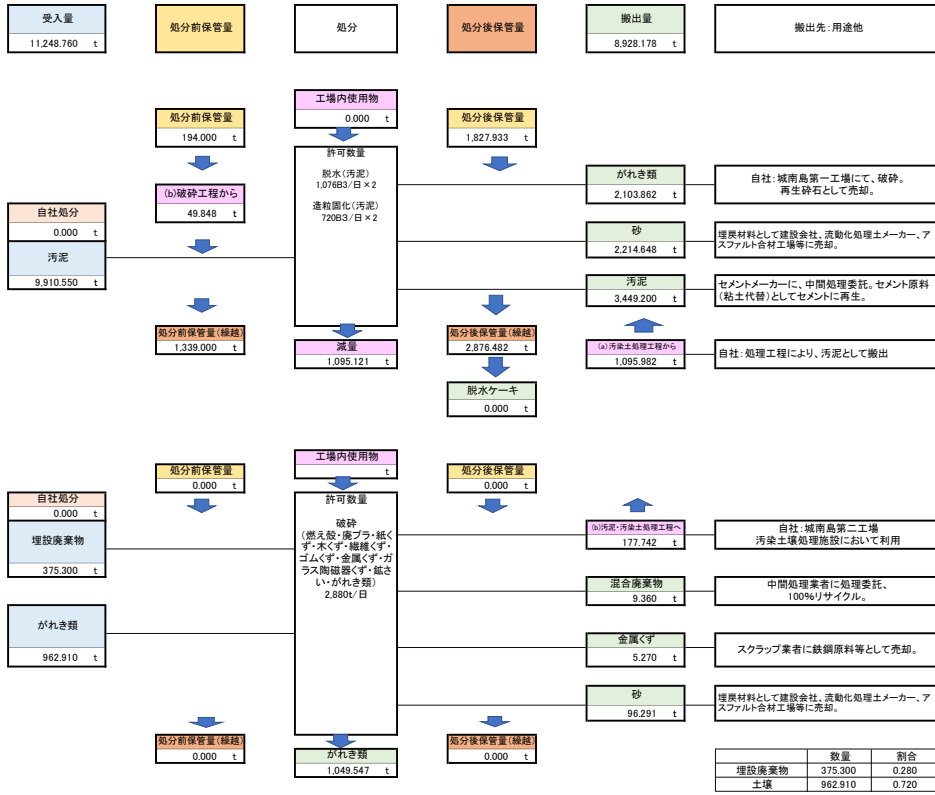 受入量
11,248.760 t
処分前保管量
処分
処分後保管量
搬出量
8,928.178 t
搬出先:用途他
工場内使用物
0.000 t
処分前保管量
194.000 t
処分後保管量
1,827.933 t
許可数量
脱水(汚泥)
1,076B3/日×2
造粒固化(汚泥)
720B3/日×2
(b)破砕工程から
49.848 t
自社処分
0.000 t
汚泥
9,910.550 t
がれき類
2,103.862 t
自社:城南島第一工場にて、破砕。
再生砕石として売却。
砂
2,214.648 t
埋戻材料として建設会社、流動化処理土メーカー、ア
スファルト合材工場等に売却。
汚泥
3,449.200 t
セメントメーカーに、中間処理委託。セメント原料
(粘土代替)としてセメントに再生。
処分前保管量(繰越)
1,339.000 t
減量
1,095.121 t
処分後保管量(繰越)
2,876.482 t
(a)汚染土処理工程から
1,095.982 t
自社:処理工程により、汚泥として搬出
脱水ケーキ
0.000 t
工場内使用物
t
処分前保管量
0.000 t
処分後保管量
0.000 t
自社処分
0.000 t
埋設廃棄物
375.300 t
許可数量
破砕
(燃え殻・廃プラ・紙く
ず・木くず・繊維くず・
ゴムくず・金属くず・ガ
ラス陶磁器くず・鉱さ
い・がれき類)
2,880t/日
(b)汚泥・汚染土処理工程へ
177.742 t
自社:城南島第二工場
汚染土壌処理施設において利用
混合廃棄物
9.360 t
中間処理業者に処理委託、
100%リサイクル。
がれき類
962.910 t
金属くず
5.270 t
スクラップ業者に鉄鋼原料等として売却。
砂
96.291 t
埋戻材料として建設会社、流動化処理土メーカー、ア
スファルト合材工場等に売却。
処分前保管量(繰越)
0.000 t
がれき類
1,049.547 t
処分後保管量(繰越)
0.000 t
数量 割合
埋設廃棄物 375.300 0.280
土壌 962.910 0.720